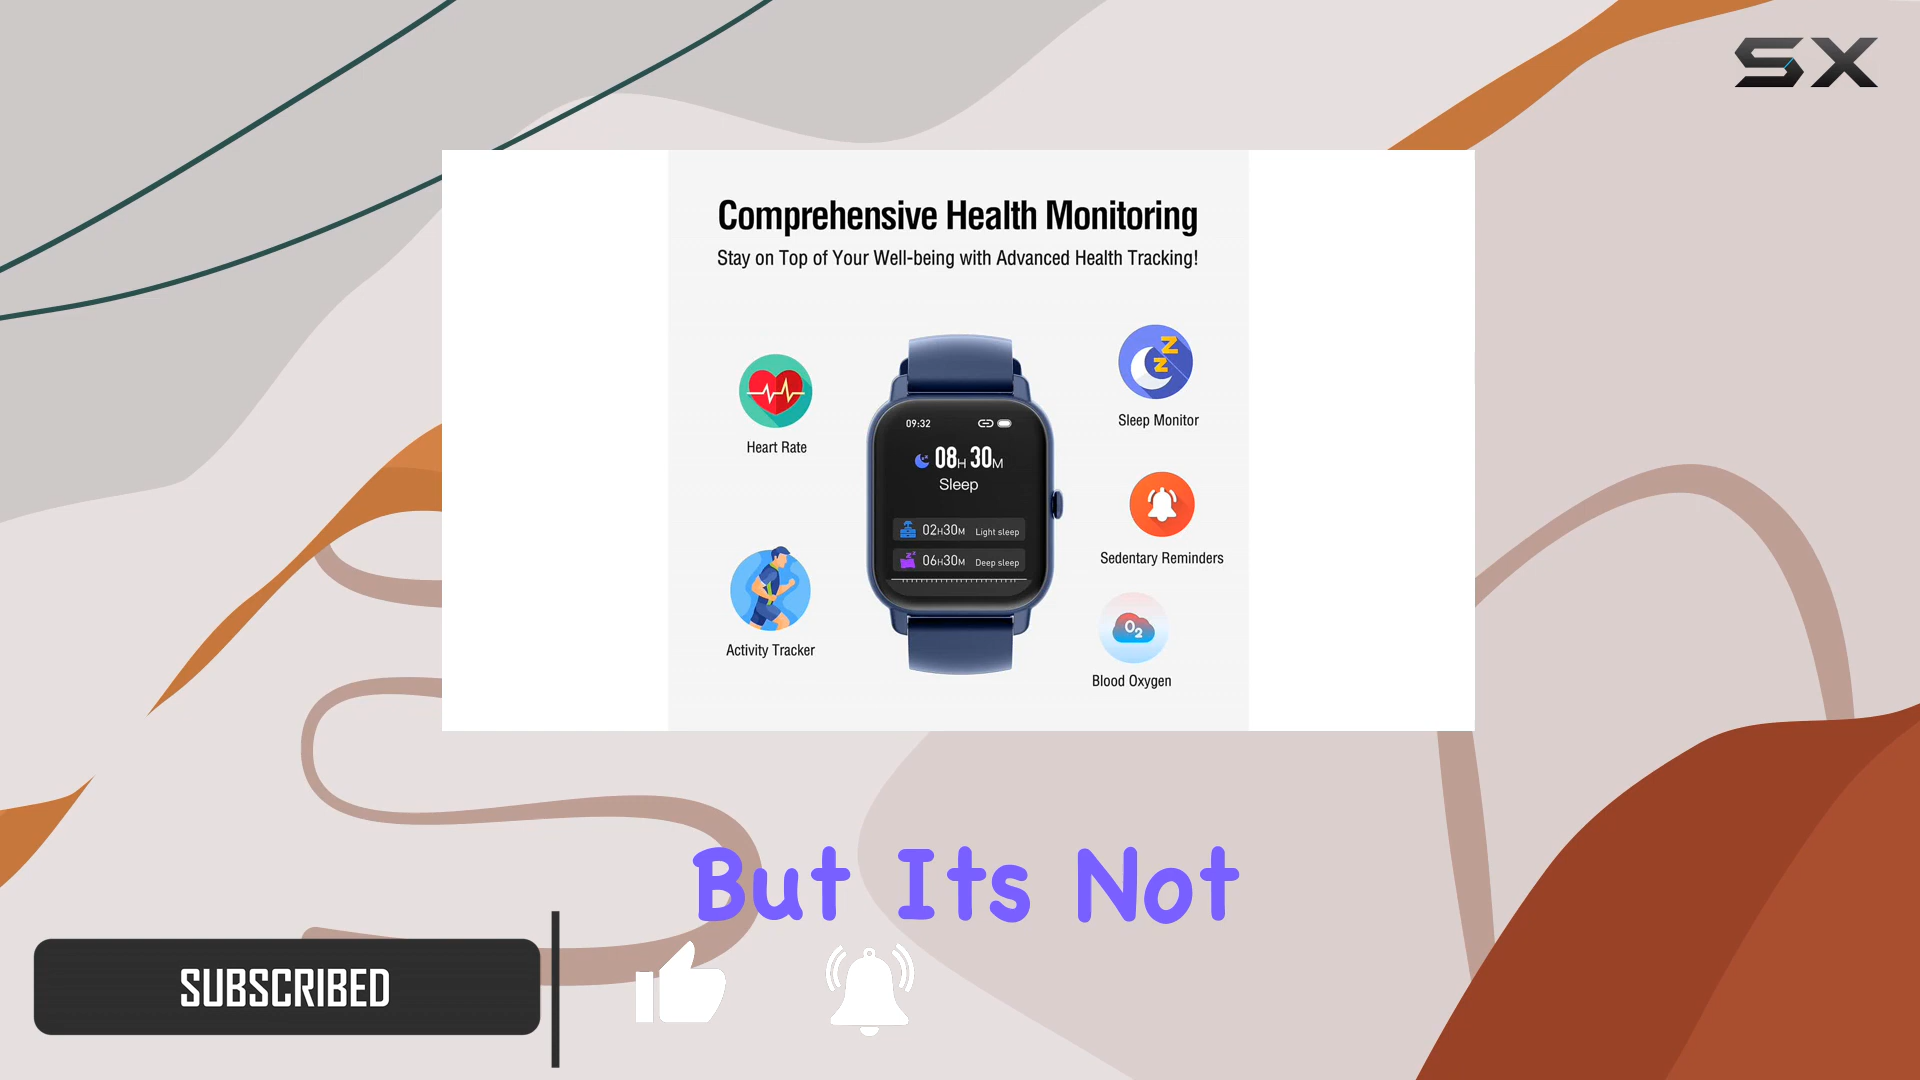 SX
Comprehensive Health Monitoring
Stay on Top of Your Well-being with Advanced Health Tracking!
Heart Rate
Sleep Monitor
09:32
08H 30M
Sleep
02H30M Light sleep
06H30M Deep sleep
Sedentary Reminders
Activity Tracker
O2
Blood Oxygen
But Its Not
SUBSCRIBED